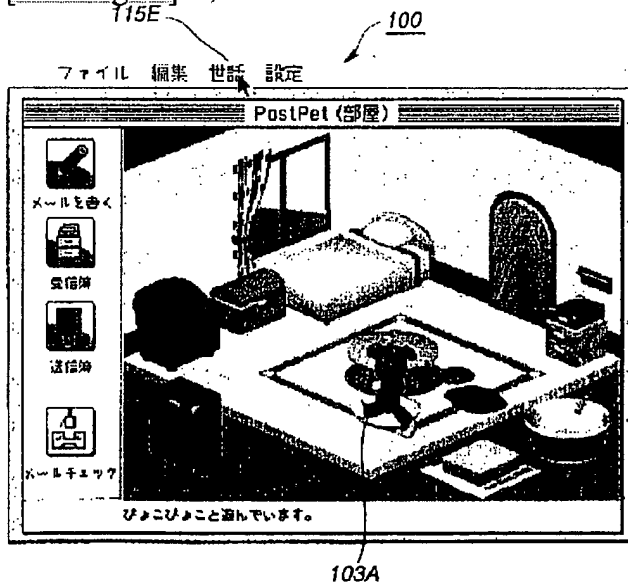 115E
100
ファイル 編集 世話 設定
PostPet (部屋)
メールを書く
受信簿
送信簿
メールチェック
ぴょこぴょこと遊んでいます。
103A